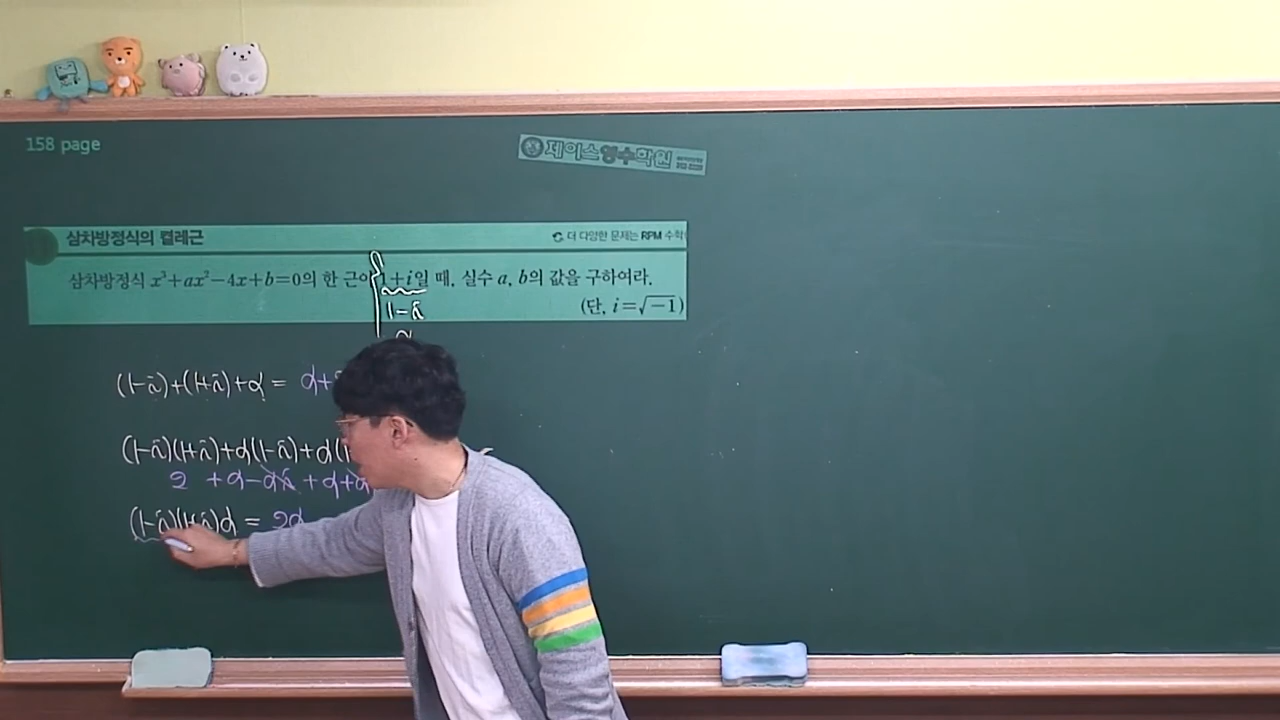 158 page
제이스영수학원
삼차방정식의 켤레근
더 다양한 문제는 RPM 수학
삼차방정식 x³+ax²-4x+b=0의 한 근이 1+i일 때, 실수 a, b의 값을 구하여라.
(단, i=√-1)
1-i
α
(1-i)+(1+i)+α = α+
(1-i)(1+i)+α(1-i)+α(1
2 +α-αi+α+α
(1-i)(1+i)α = 2α